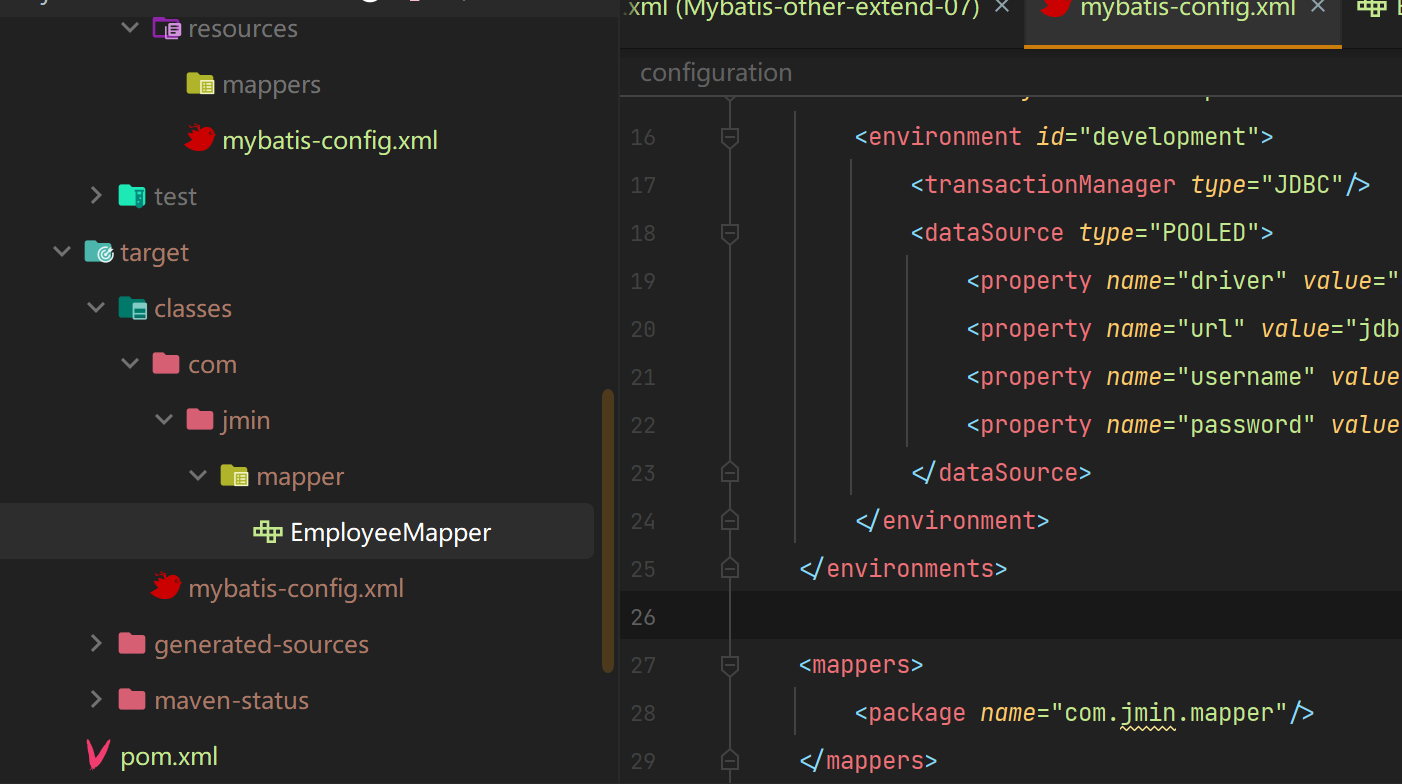 resources
mappers
mybatis-config.xml
test
target
classes
com
jmin
mapper
EmployeeMapper
mybatis-config.xml
generated-sources
maven-status
pom.xml
.xml (Mybatis-other-extend-07) ×
mybatis-config.xml ×
configuration
16 <environment id="development">
17 <transactionManager type="JDBC"/>
18 <dataSource type="POOLED">
19 <property name="driver" value="
20 <property name="url" value="jdb
21 <property name="username" value
22 <property name="password" value
23 </dataSource>
24 </environment>
25 </environments>
26
27 <mappers>
28 <package name="com.jmin.mapper"/>
29 </mappers>